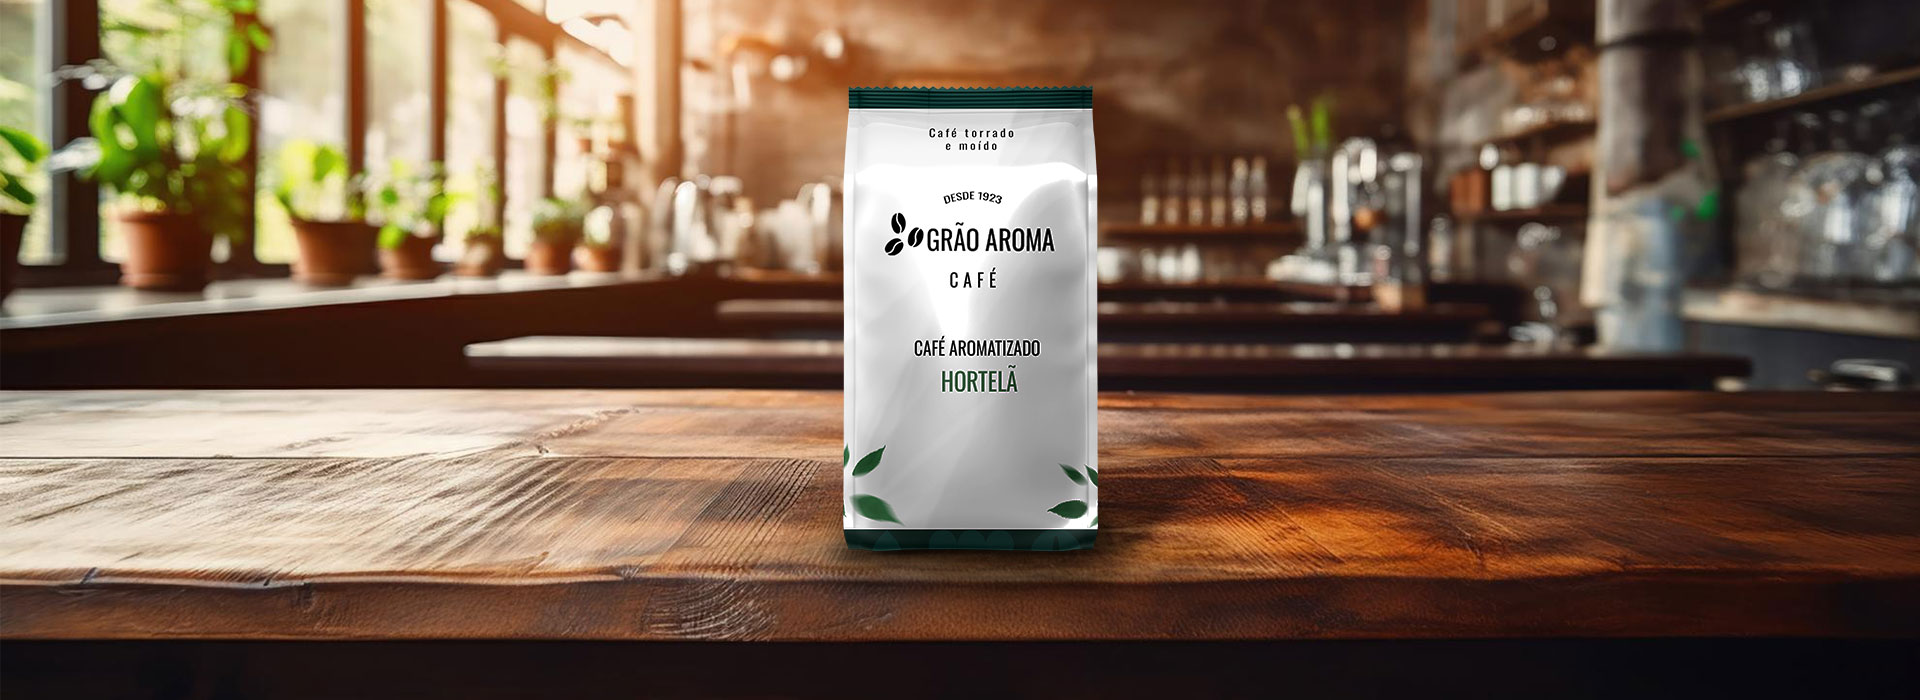 Café torrado
e moído
DESDE 1923
GRÃO AROMA
CAFÉ
CAFÉ AROMATIZADO
HORTELÃ